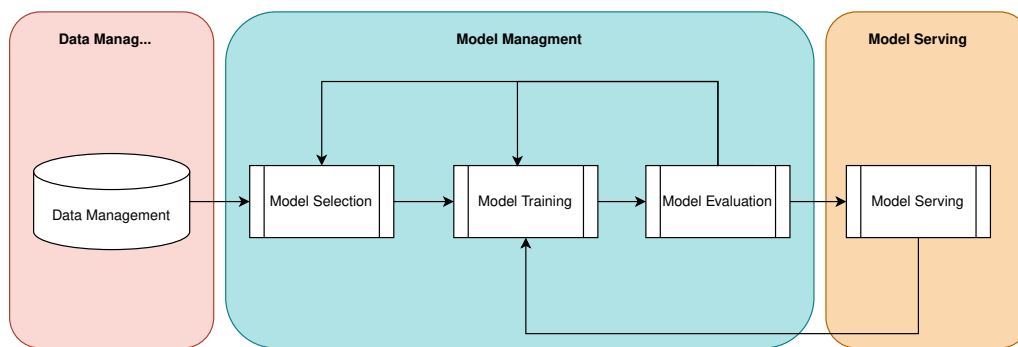 Data Manag...
Model Managment
Model Serving
Data Management
Model Selection
Model Training
Model Evaluation
Model Serving